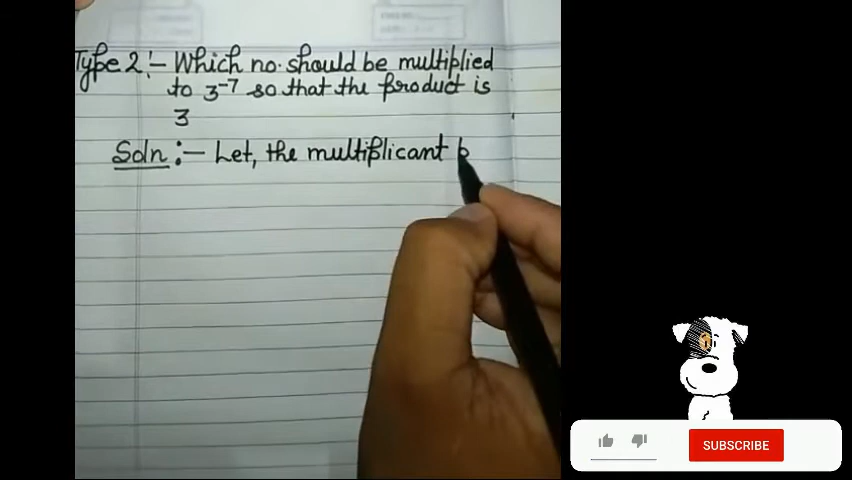 Type 2:- Which no. should be multiplied
to 3⁻⁷ so that the product is
3
Soln :- Let, the multiplicant b
SUBSCRIBE